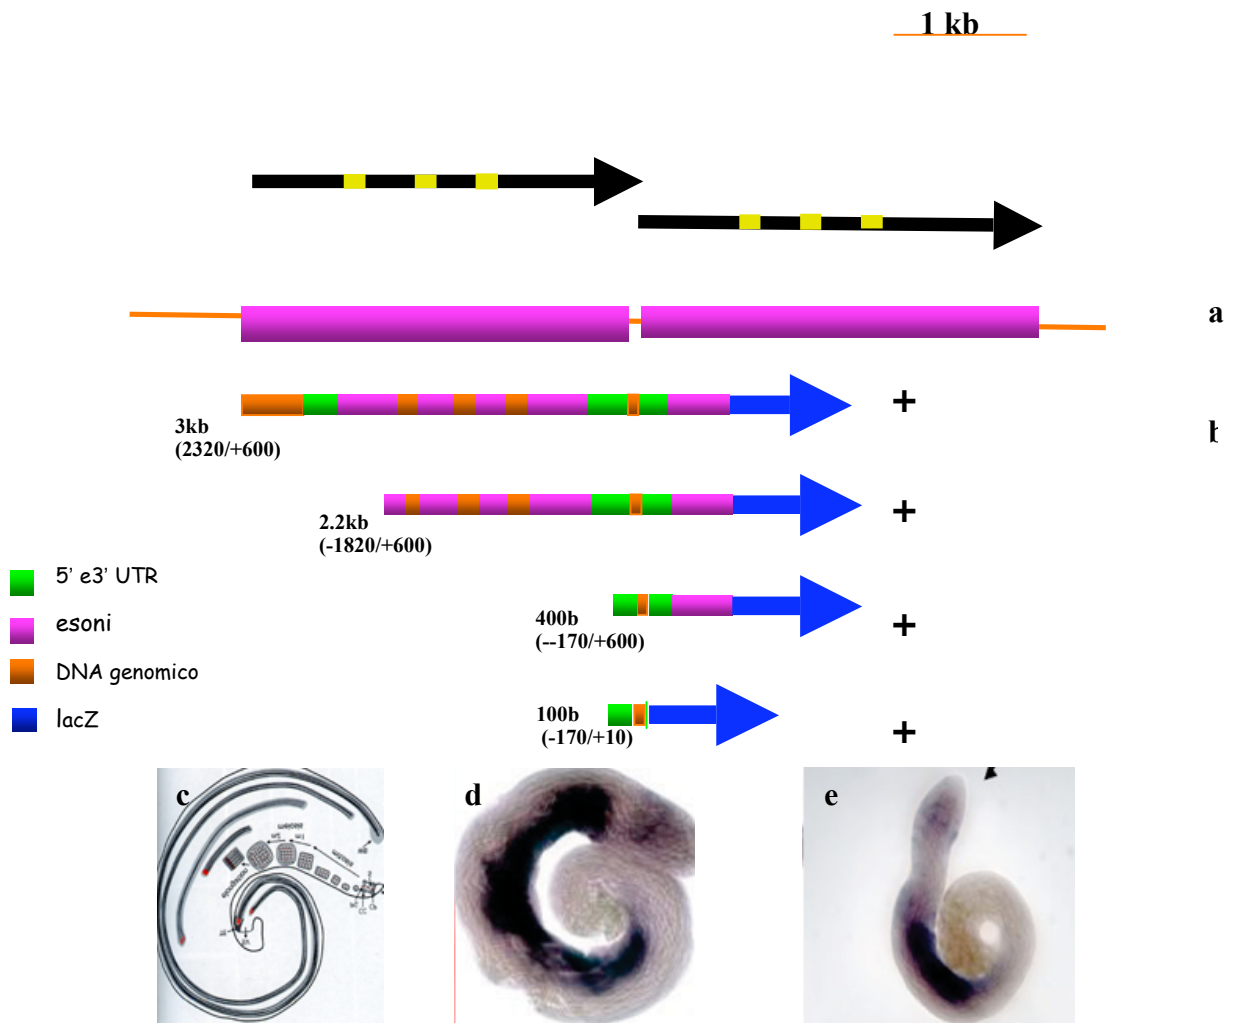 1 kb
a
3kb
(2320/+600)
+
b
2.2kb
(-1820/+600)
+
5’ e3’ UTR
esoni
DNA genomico
lacZ
400b
(--170/+600)
+
100b
(-170/+10)
+
c
d
e